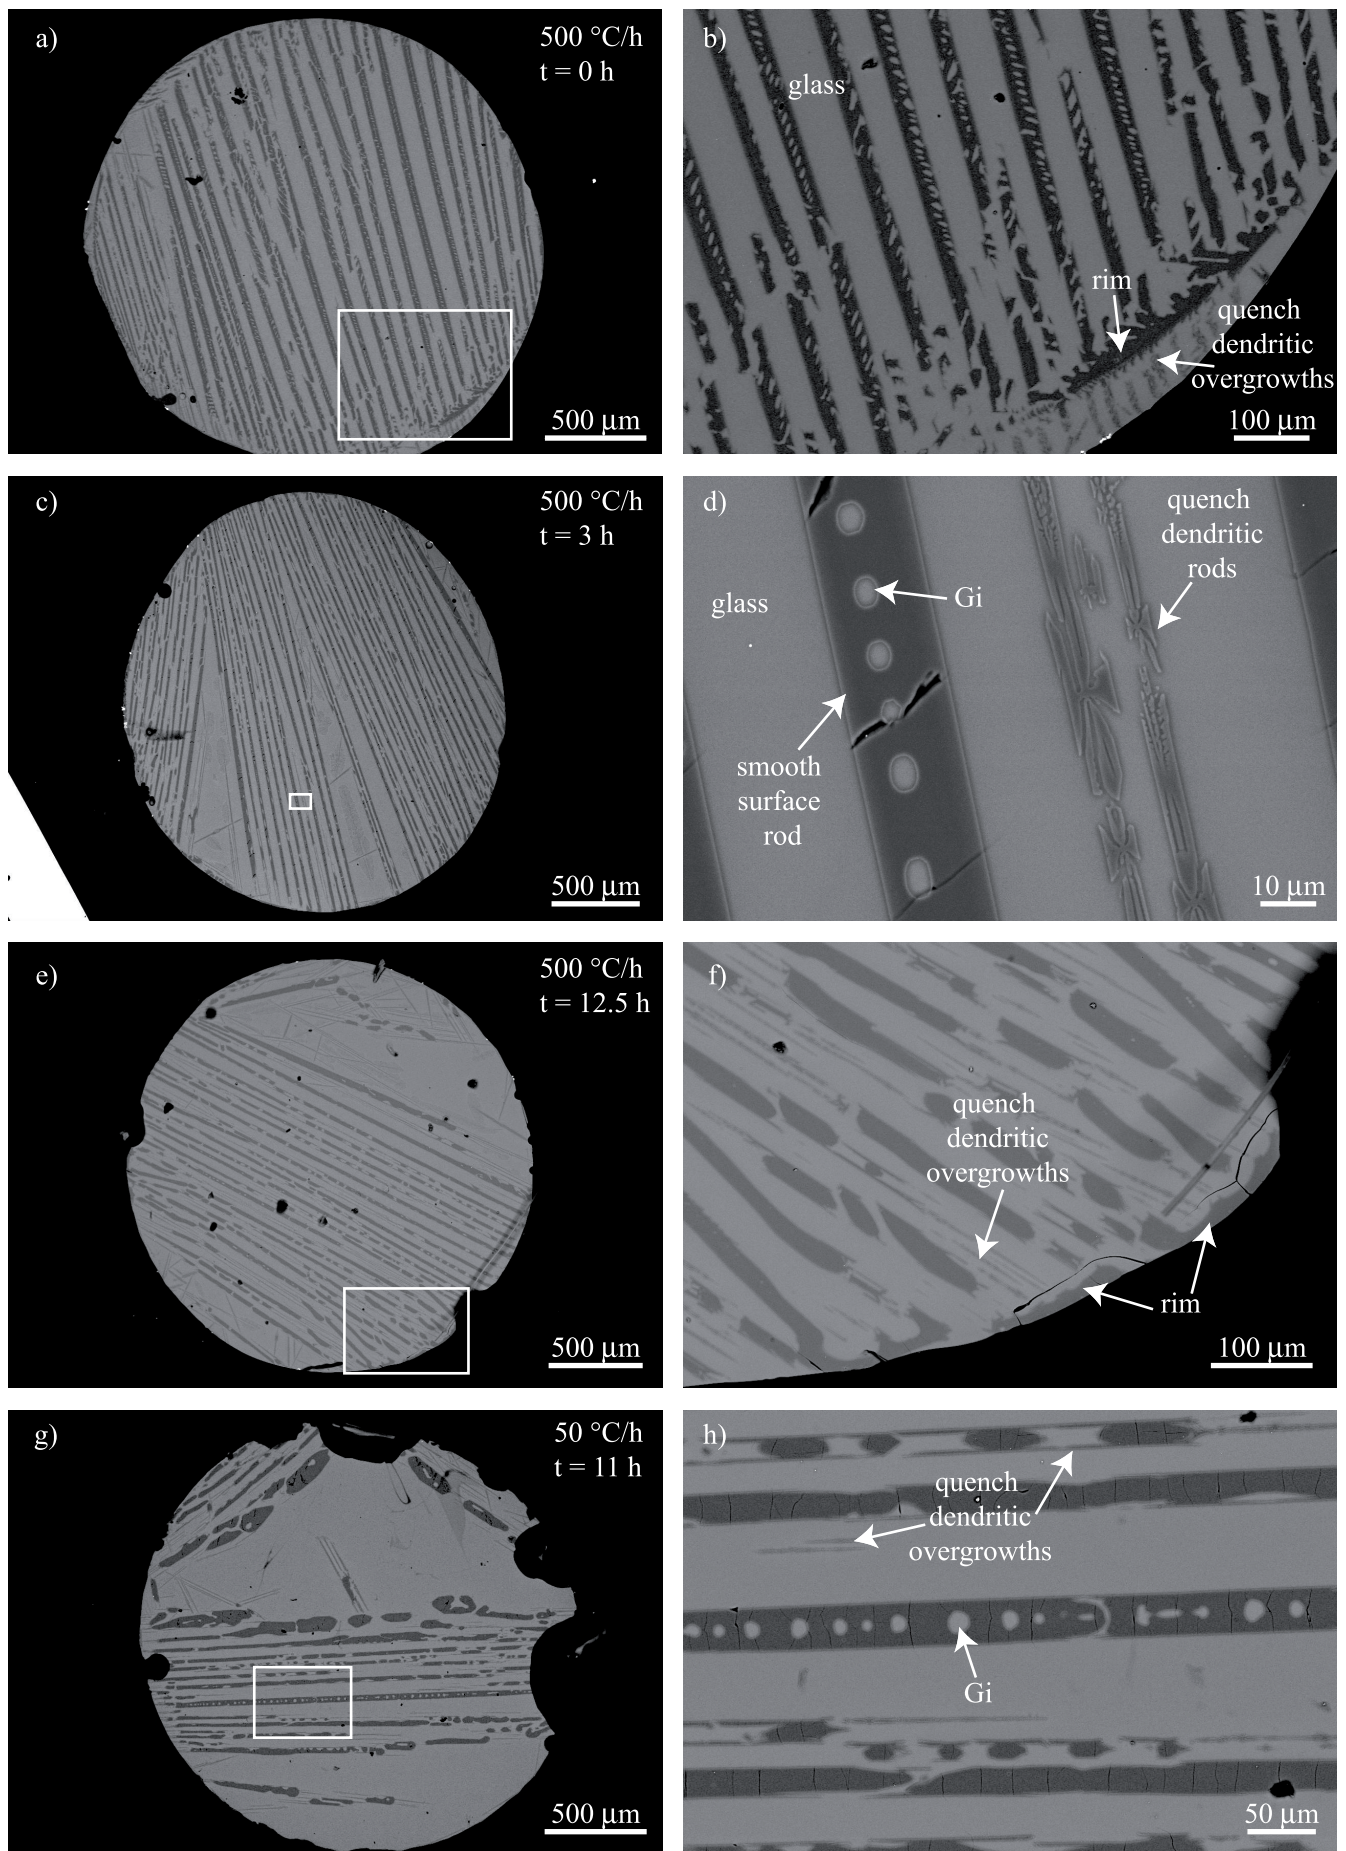 a)
500 °C/h
t = 0 h
500 µm
b)
glass
rim
quench
dendritic
overgrowths
100 µm
c)
500 °C/h
t = 3 h
500 µm
d)
quench
dendritic
rods
glass
Gi
smooth
surface
rod
10 µm
e)
500 °C/h
t = 12.5 h
500 µm
f)
quench
dendritic
overgrowths
rim
100 µm
g)
50 °C/h
t = 11 h
500 µm
h)
quench
dendritic
overgrowths
Gi
50 µm